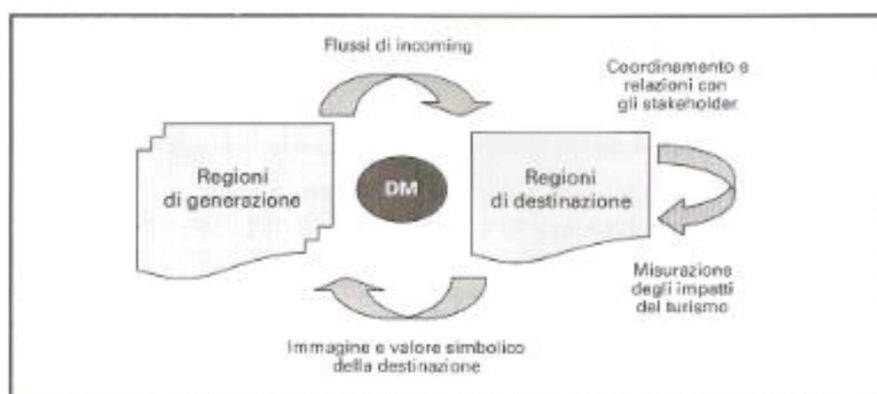 Flussi di incoming
Coordinamento e
relazioni con
gli stakeholder
Regioni
di generazione
DM
Regioni
di destinazione
Misurazione
degli impatti
del turismo
Immagine e valore simbolico
della destinazione